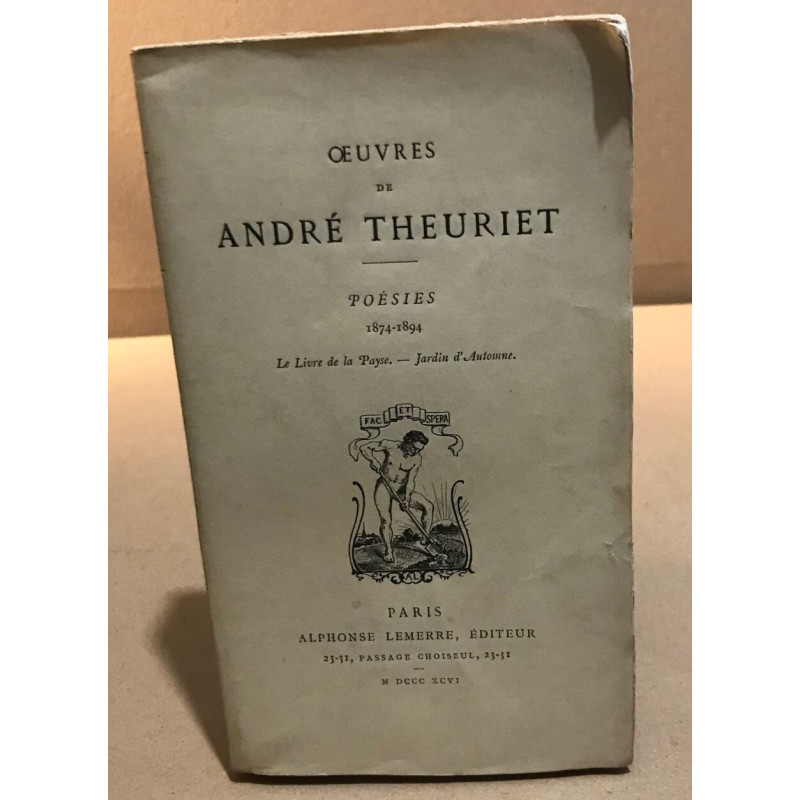 ŒUVRES
DE
ANDRÉ THEURIET
POÉSIES
1874-1894
Le Livre de la Payse. — Jardin d'Automne.
FAC ET SPERA
AL
PARIS
ALPHONSE LEMERRE, ÉDITEUR
23-31, PASSAGE CHOISEUL, 23-31
M DCCC XCVI